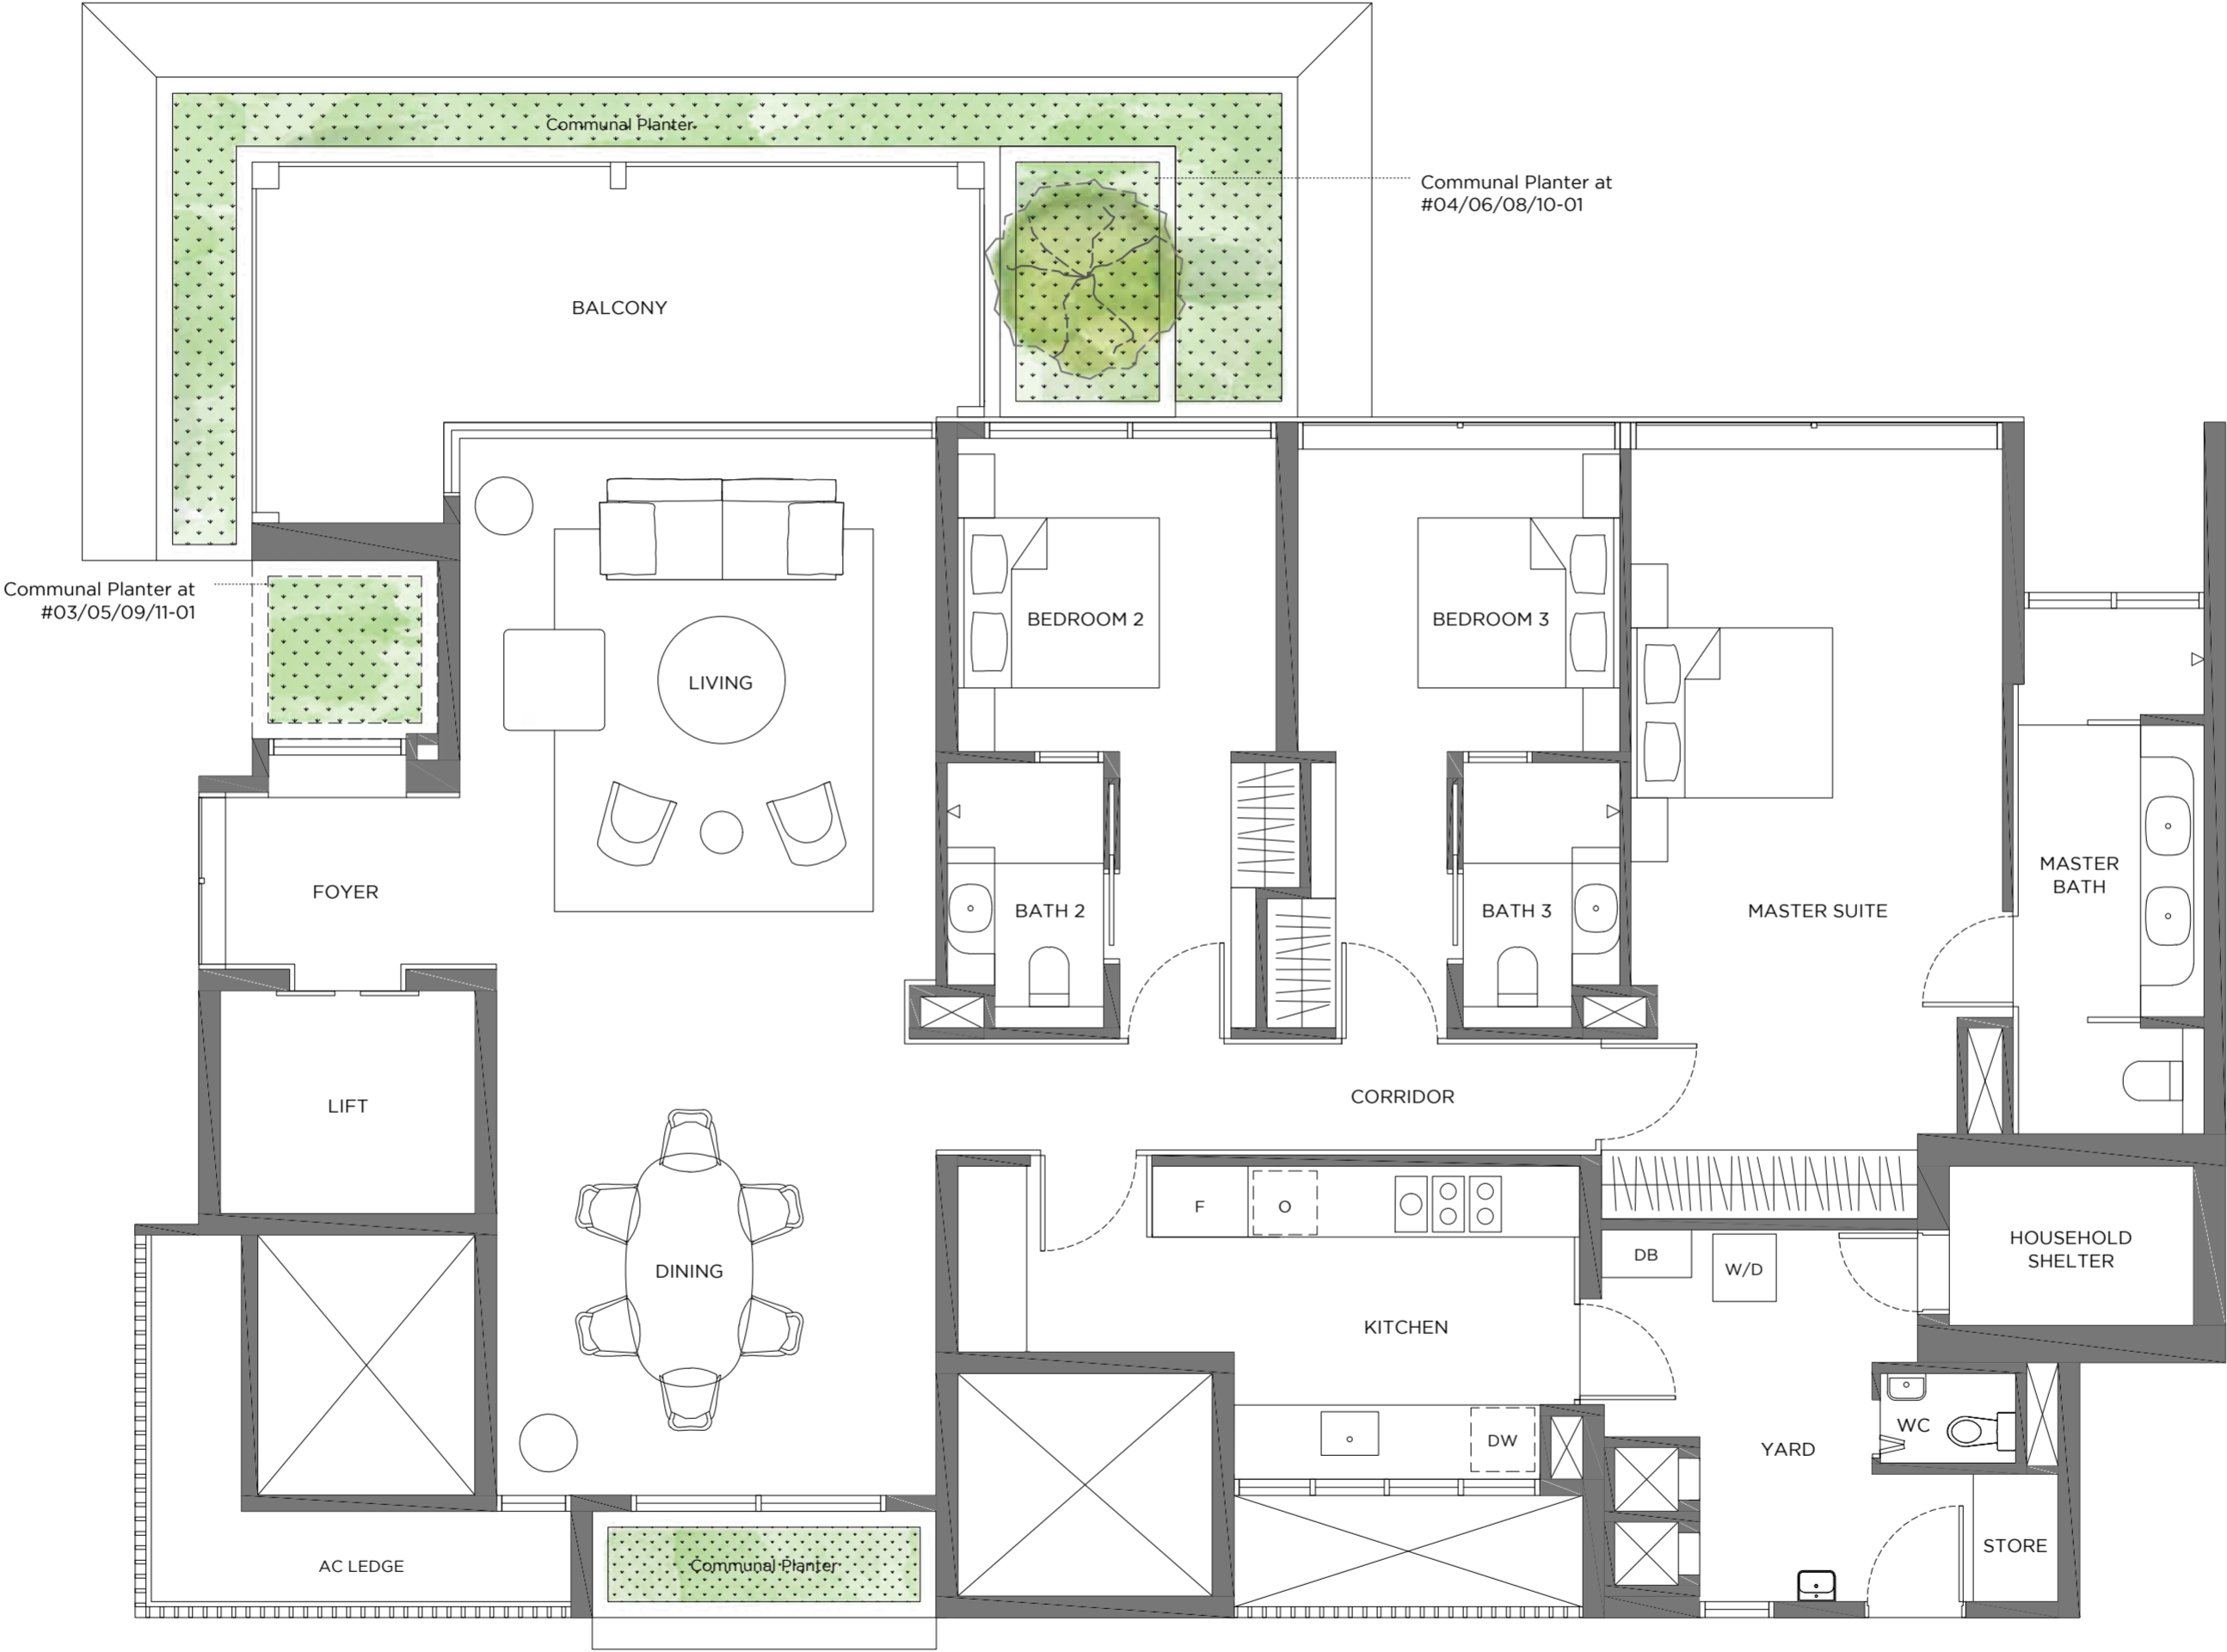 Communal Planter
Communal Planter at
#04/06/08/10-01
BALCONY
Communal Planter at
#03/05/09/11-01
BEDROOM 2
BEDROOM 3
LIVING
MASTER
BATH
FOYER
BATH 2
BATH 3
MASTER SUITE
LIFT
CORRIDOR
F
O
HOUSEHOLD
SHELTER
DINING
DB
W/D
KITCHEN
WC
DW
YARD
STORE
AC LEDGE
Communal Planter